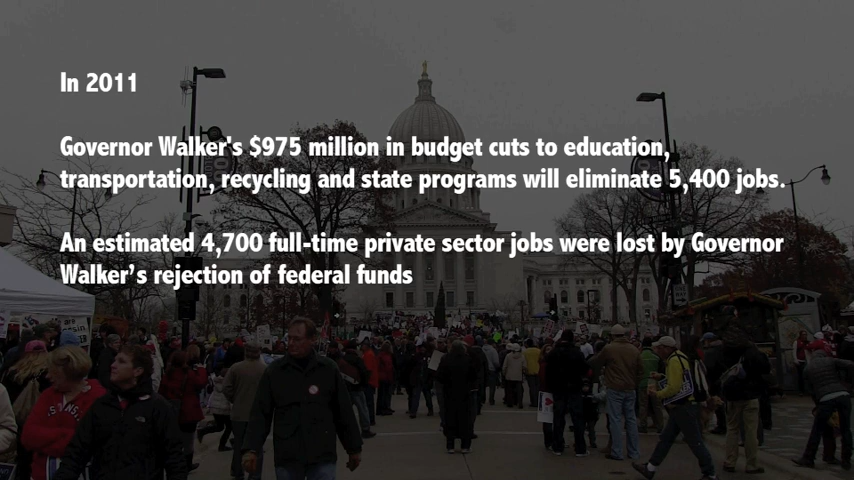 In 2011
Governor Walker's $975 million in budget cuts to education,
transportation, recycling and state programs will eliminate 5,400 jobs.
An estimated 4,700 full-time private sector jobs were lost by Governor
Walker’s rejection of federal funds